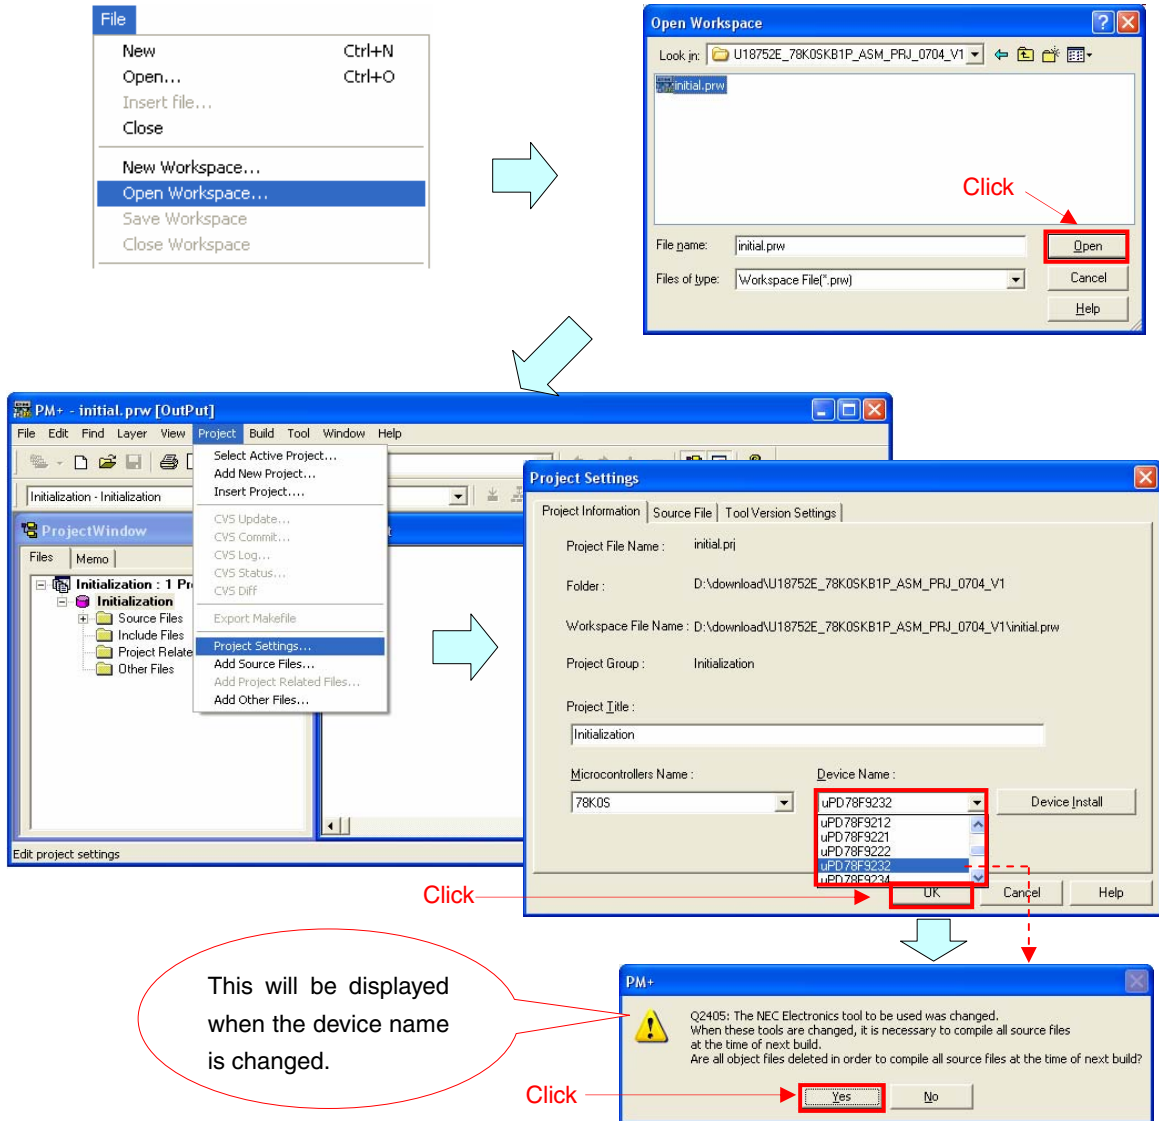 File
New Ctrl+N
Open... Ctrl+O
Insert file...
Close
New Workspace...
Open Workspace...
Save Workspace
Close Workspace
Open Workspace
Look in: U18752E_78K0SKB1P_ASM_PRJ_0704_V1
initial.prw
Click
File name: initial.prw Open
Files of type: Workspace File(*.prw) Cancel
Help
PM+ - initial.prw [OutPut]
File Edit Find Layer View Project Build Tool Window Help
Initialization - Initialization
ProjectWindow
Files Memo
Initialization : 1 Pr
Initialization
Source Files
Include Files
Project Relate
Other Files
Select Active Project...
Add New Project...
Insert Project....
CVS Update...
CVS Commit...
CVS Log...
CVS Status...
CVS Diff
Export Makefile
Project Settings...
Add Source Files...
Add Project Related Files...
Add Other Files...
Edit project settings
Project Settings
Project Information Source File Tool Version Settings
Project File Name : initial.prj
Folder : D:\download\U18752E_78K0SKB1P_ASM_PRJ_0704_V1
Workspace File Name : D:\download\U18752E_78K0SKB1P_ASM_PRJ_0704_V1\initial.prw
Project Group : Initialization
Project Title :
Initialization
Microcontrollers Name : Device Name :
78K0S uPD78F9232 Device Install
uPD78F9212
uPD78F9221
uPD78F9222
uPD78F9232
uPD78F9234
Click
OK Cancel Help
This will be displayed
when the device name
is changed.
PM+
Q2405: The NEC Electronics tool to be used was changed.
When these tools are changed, it is necessary to compile all source files
at the time of next build.
Are all object files deleted in order to compile all source files at the time of next build?
Click
Yes No